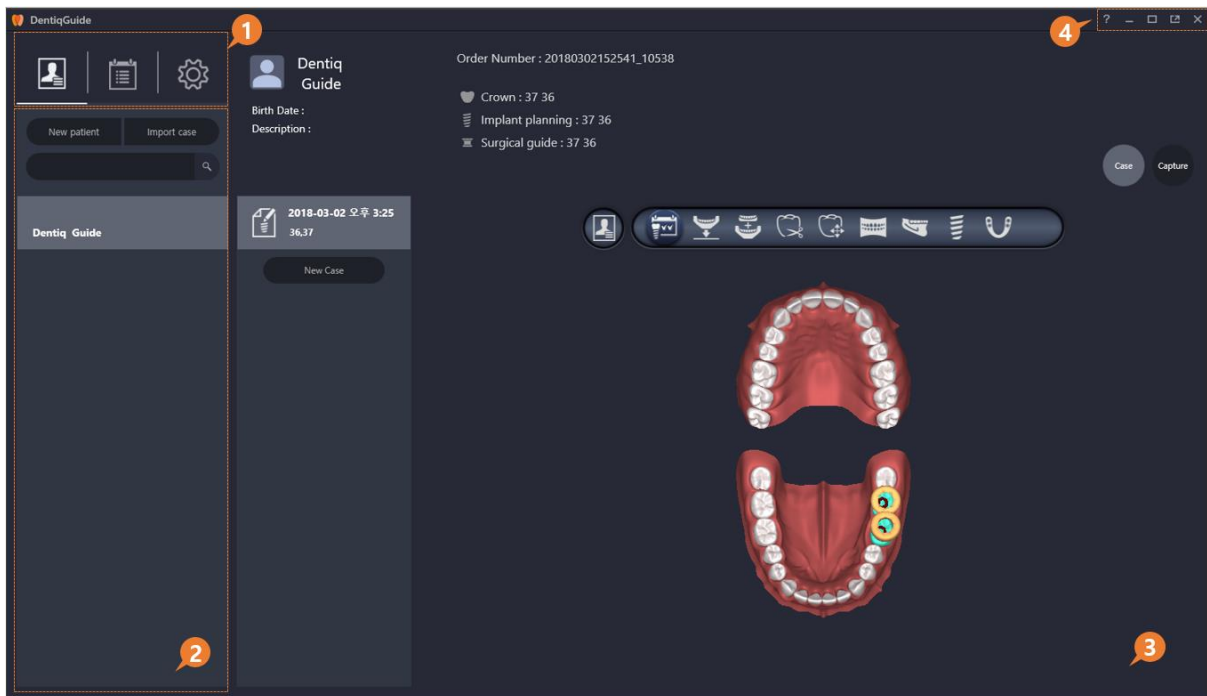 DentiqGuide
1
4
?
New patient
Import case
Dentiq Guide
2
Dentiq
Guide
Birth Date :
Description :
2018-03-02 오후 3:25
36,37
New Case
Order Number : 20180302152541_10538
Crown : 37 36
Implant planning : 37 36
Surgical guide : 37 36
Case
Capture
3